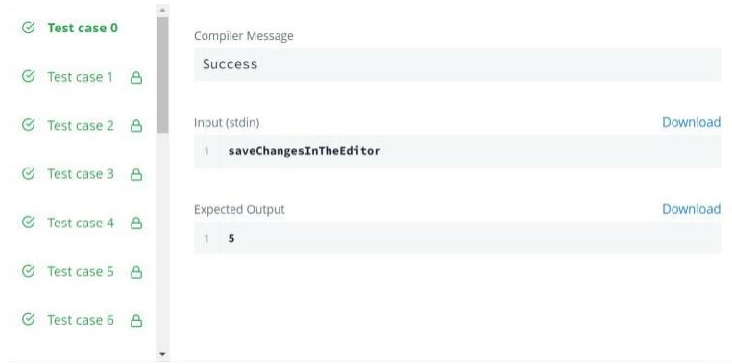 Test case 0
Test case 1
Test case 2
Test case 3
Test case 4
Test case 5
Test case 6
Compiler Message
Success
Input (stdin)
Download
1 saveChangesInTheEditor
Expected Output
Download
1 5